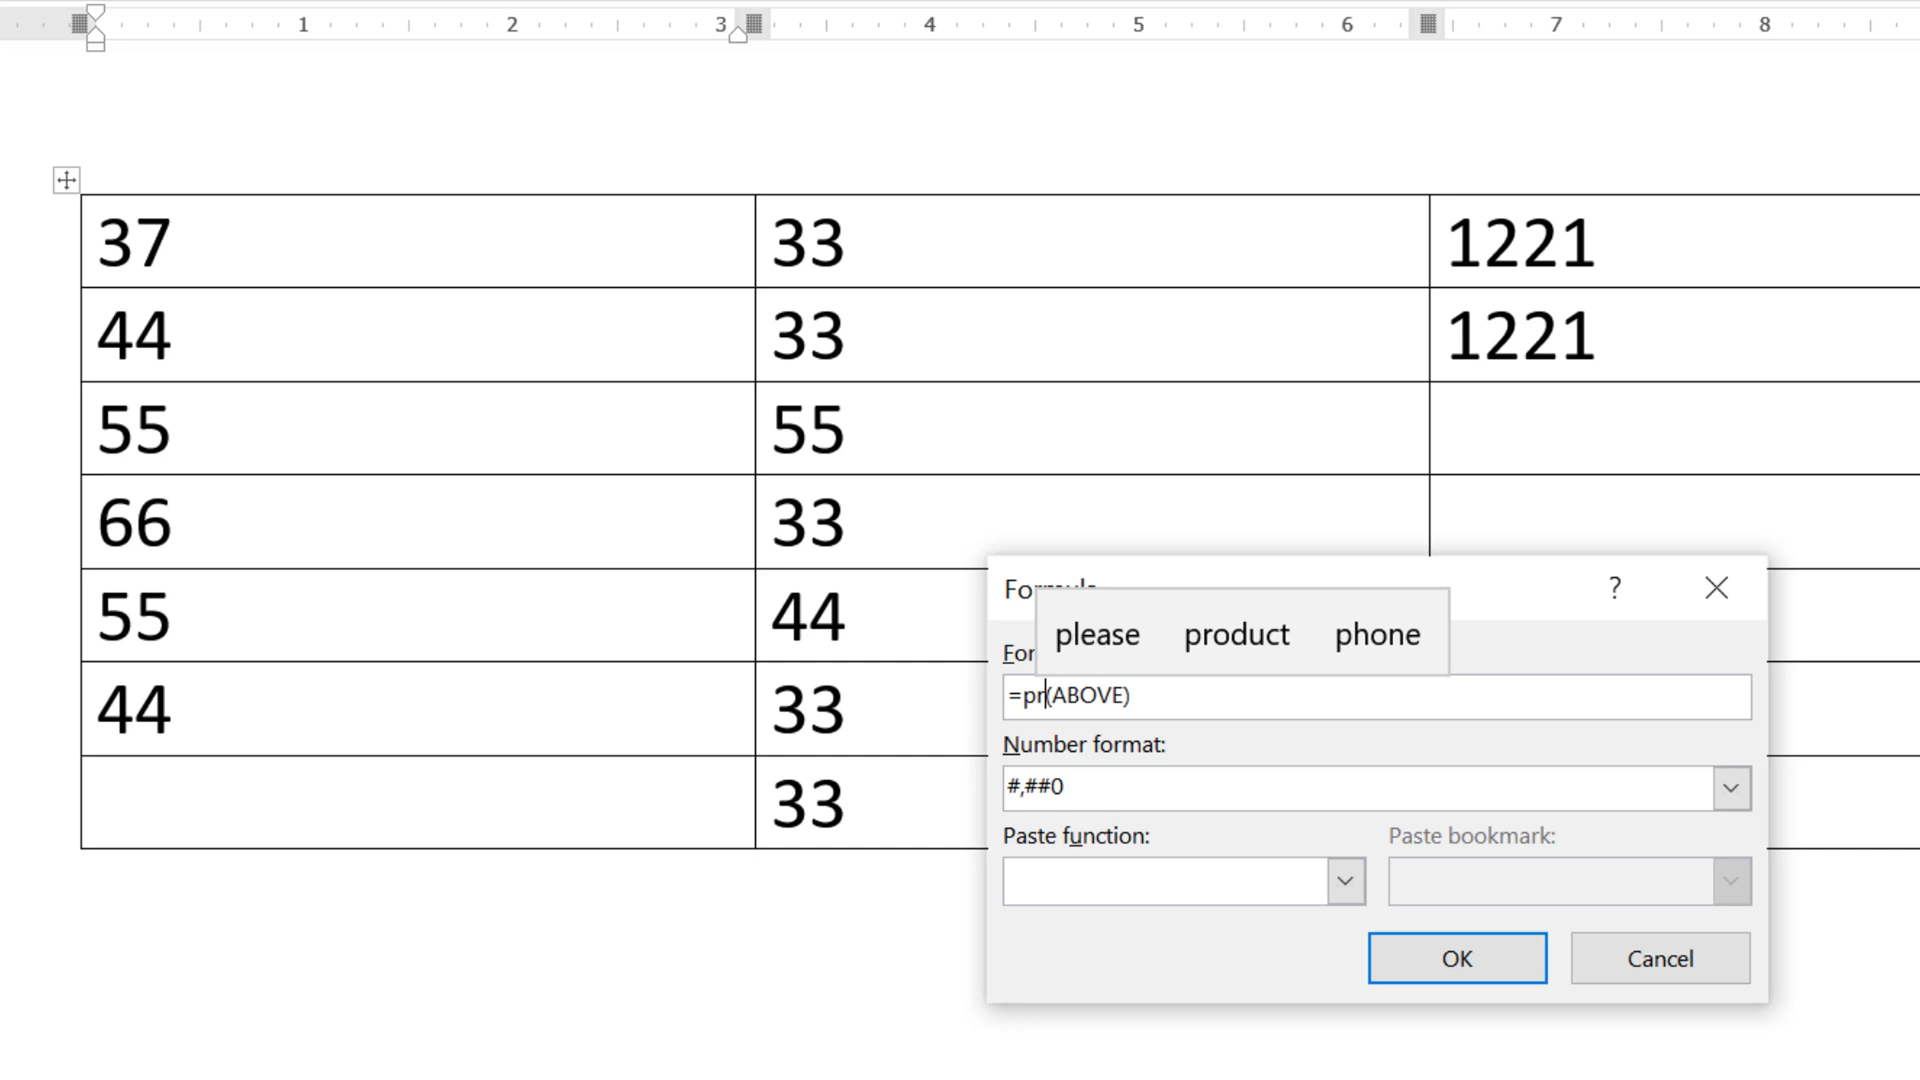 1 2 3 4 5 6 7 8
37 33 1221
44 33 1221
55 55
66 33
55 44
44 33
33
?
please product phone
=pr(ABOVE)
Number format:
#,##0
Paste function: Paste bookmark:
OK Cancel